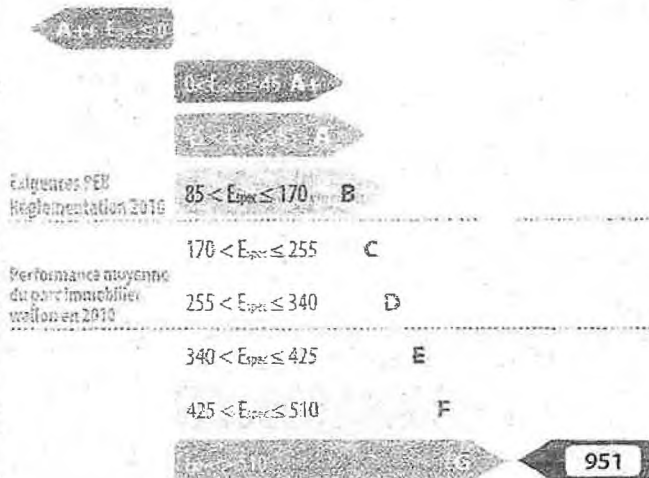 A++ Espec ≤ 0
0 < Espec ≤ 45 A+
A
Exigences PEB
Réglementation 2010
85 < Espec ≤ 170 B
170 < Espec ≤ 255 C
Performance moyenne
du parc immobilier
wallon en 2010
255 < Espec ≤ 340 D
340 < Espec ≤ 425 E
425 < Espec ≤ 510 F
510 G
951